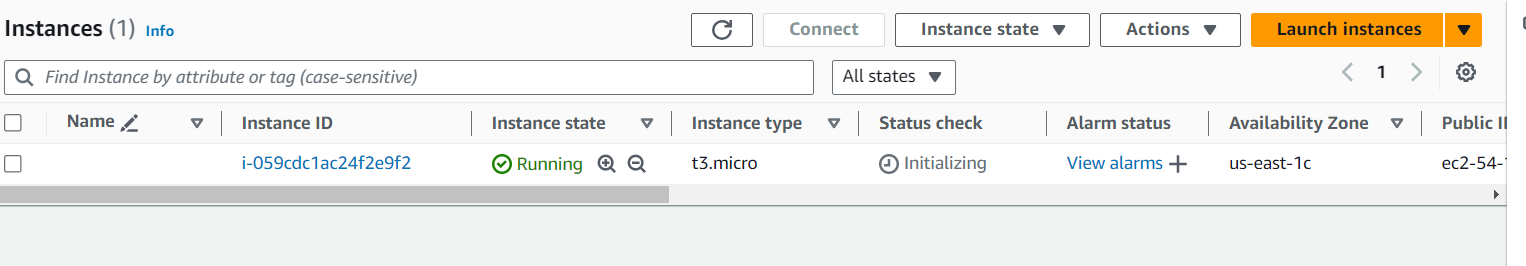 Instances (1) Info Connect Instance state Actions Launch instances
Find Instance by attribute or tag (case-sensitive) All states 1
Name Instance ID Instance state Instance type Status check Alarm status Availability Zone Public
i-059cdc1ac24f2e9f2 Running t3.micro Initializing View alarms us-east-1c ec2-54-